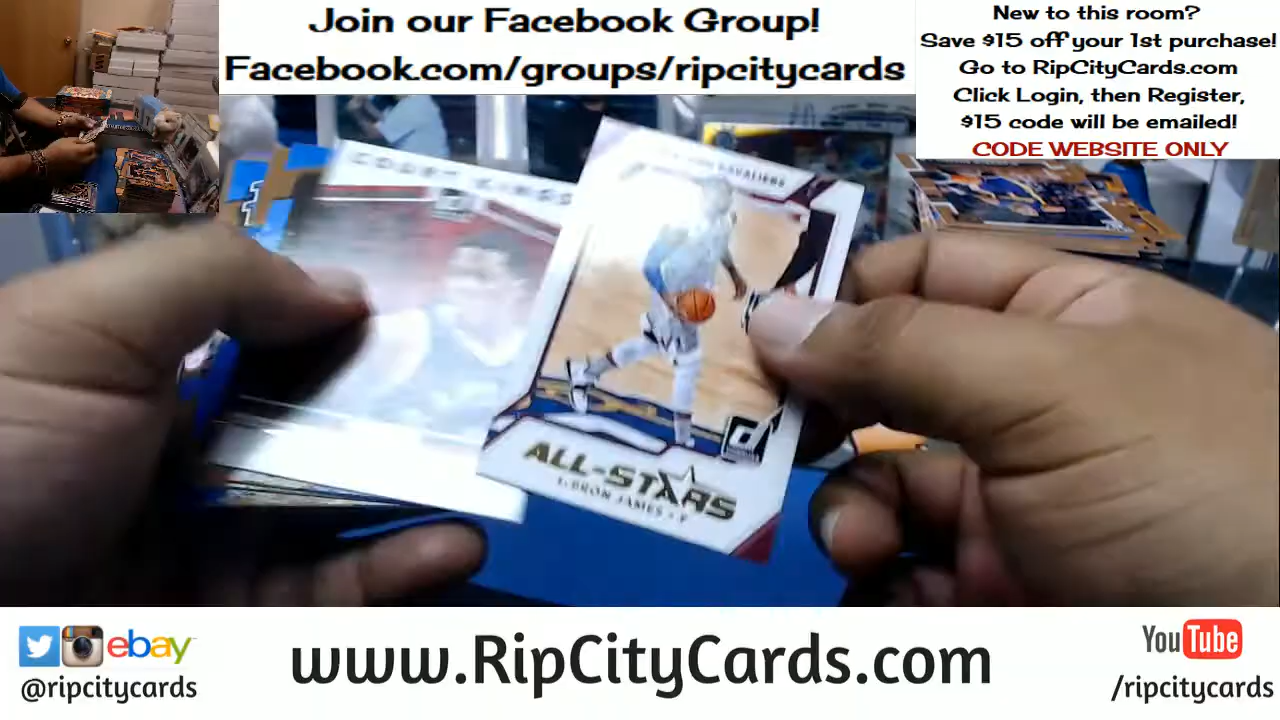 Join our Facebook Group!
Facebook.com/groups/ripcitycards
New to this room?
Save $15 off your 1st purchase!
Go to RipCityCards.com
Click Login, then Register,
$15 code will be emailed!
CODE WEBSITE ONLY
ALL-STARS
LEBRON JAMES • F
ebay
@ripcitycards
www.RipCityCards.com
YouTube
/ripcitycards